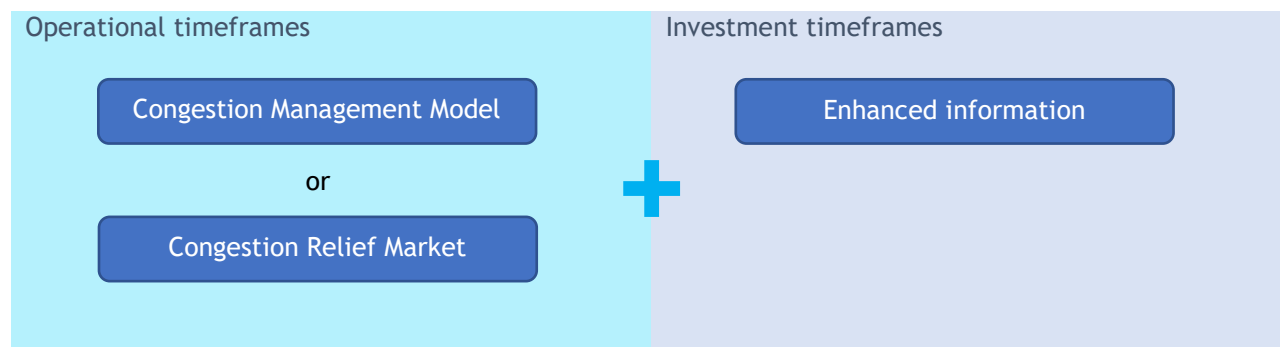 Operational timeframes
Congestion Management Model
or
Congestion Relief Market
Investment timeframes
Enhanced information